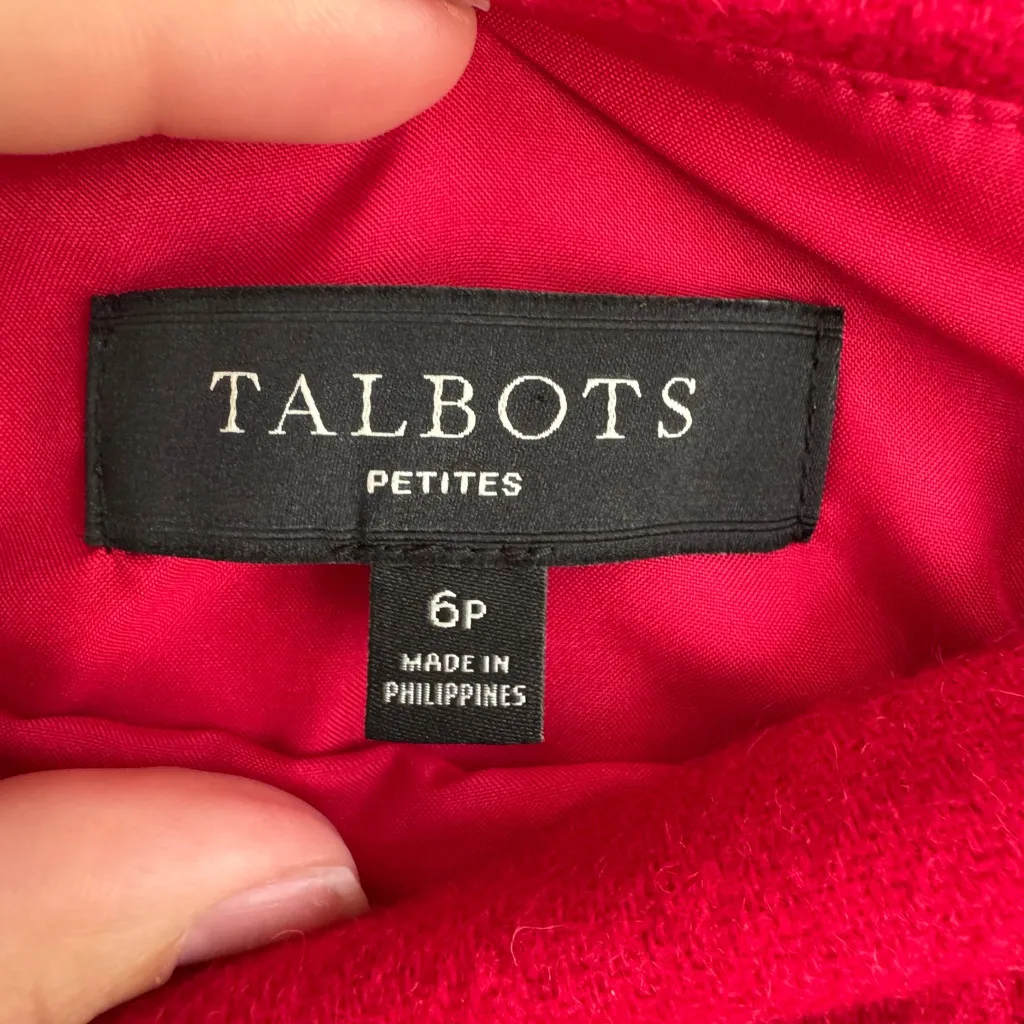 TALBOTS
PETITES
6P
MADE IN
PHILIPPINES